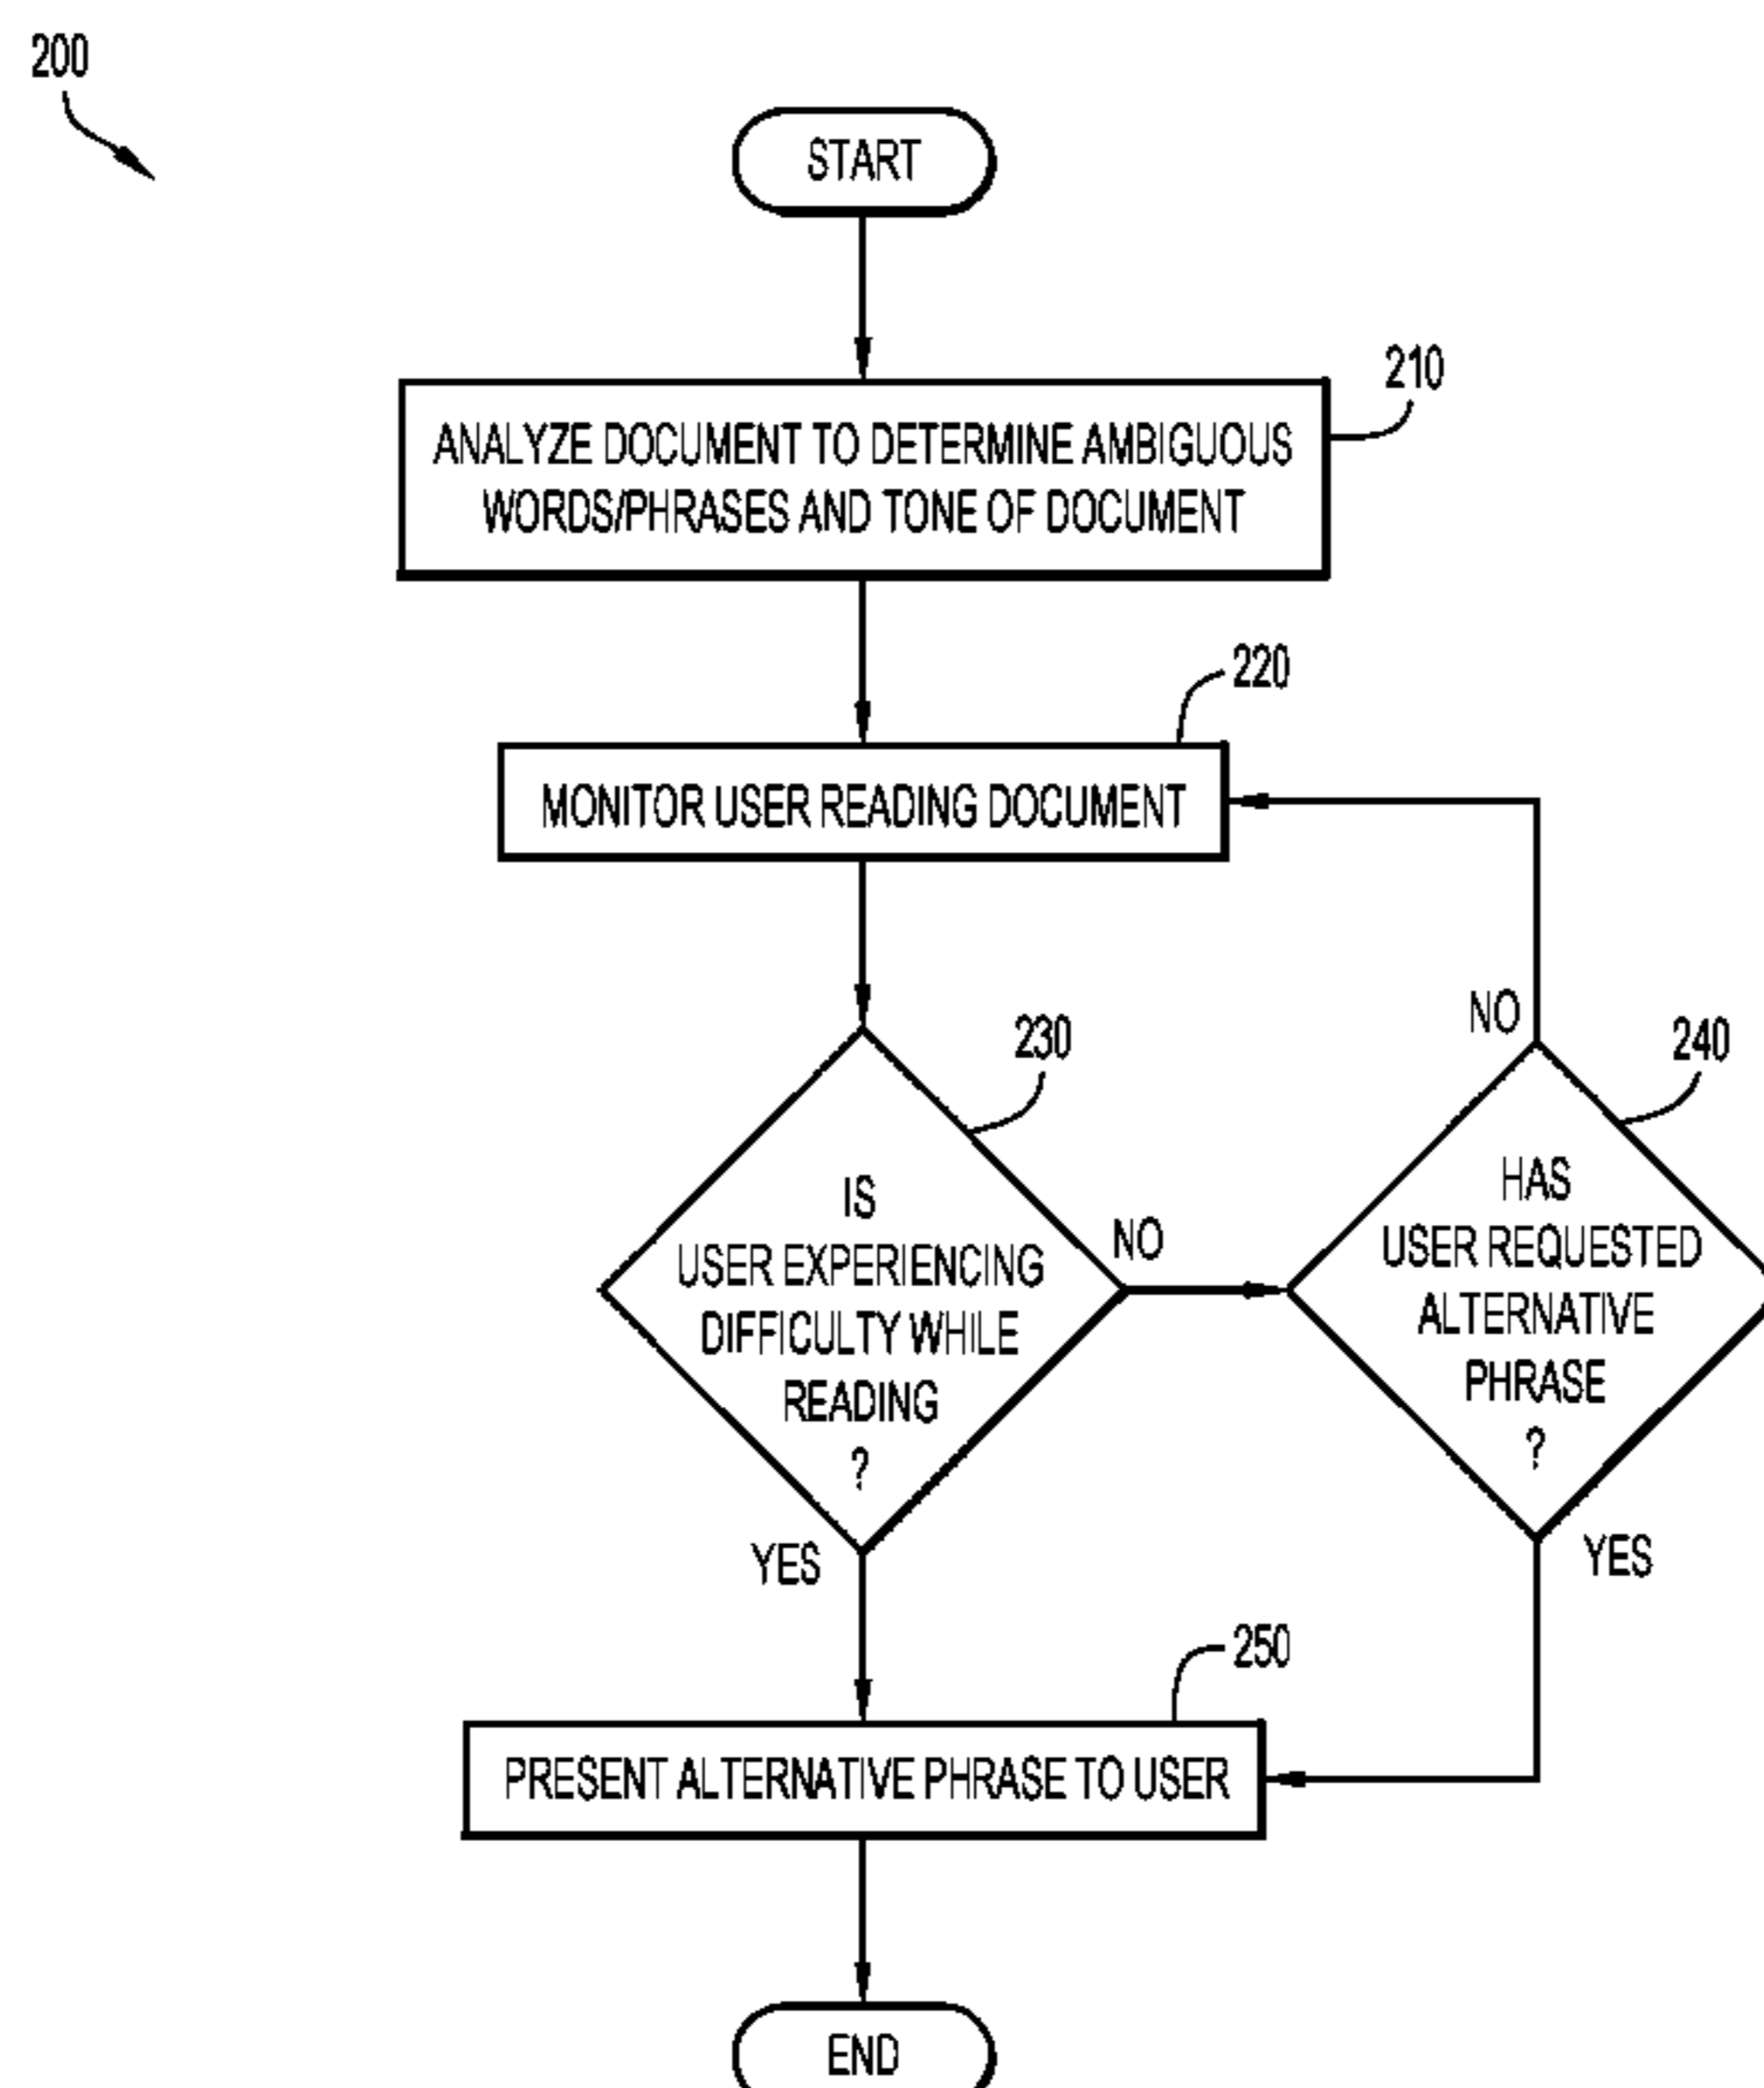 200
START
210
ANALYZE DOCUMENT TO DETERMINE AMBIGUOUS
WORDS/PHRASES AND TONE OF DOCUMENT
220
MONITOR USER READING DOCUMENT
230
IS
USER EXPERIENCING
DIFFICULTY WHILE
READING
?
NO
YES
240
NO
HAS
USER REQUESTED
ALTERNATIVE
PHRASE
?
YES
250
PRESENT ALTERNATIVE PHRASE TO USER
END